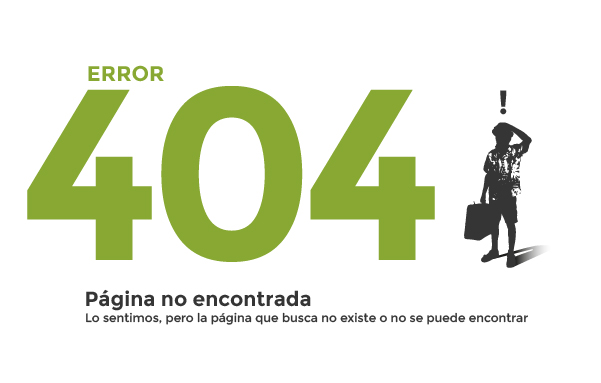 ERROR
404
!
Página no encontrada
Lo sentimos, pero la página que busca no existe o no se puede encontrar